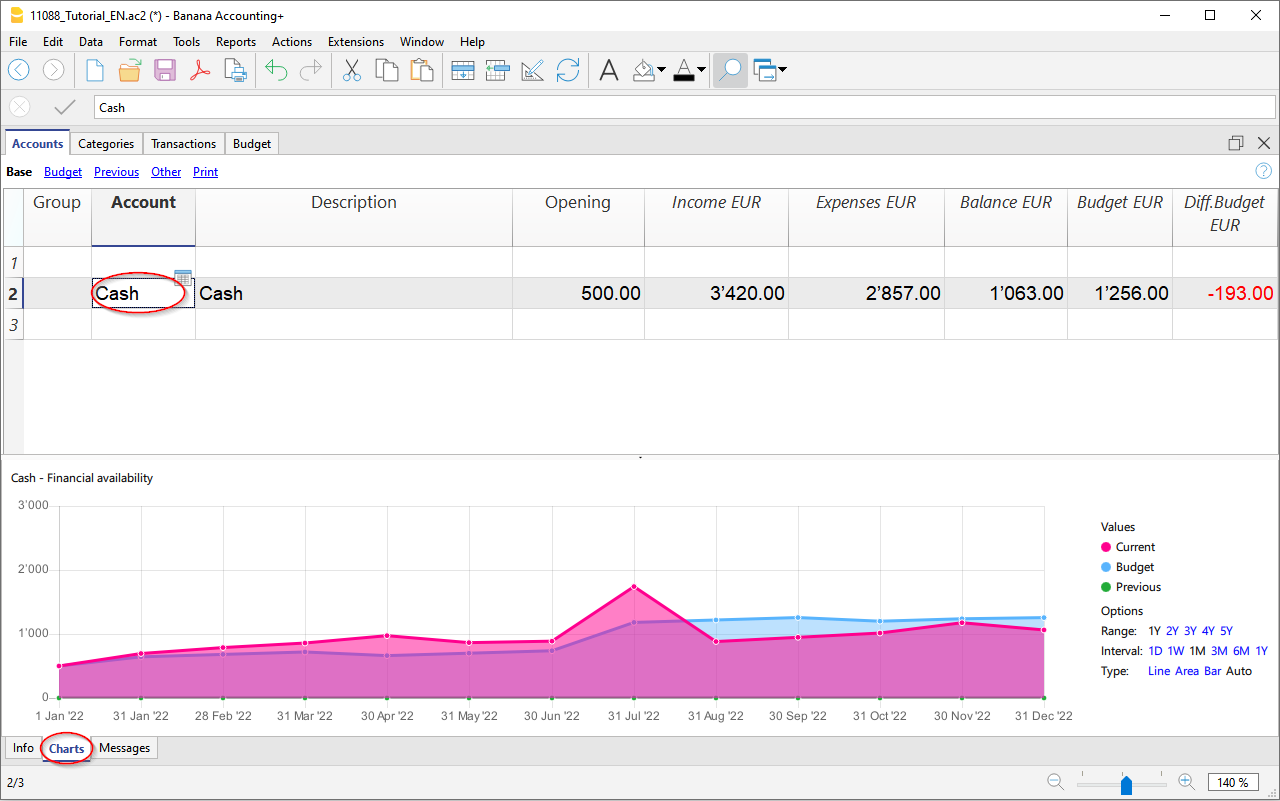 11088_Tutorial_EN.ac2 (*) - Banana Accounting+
File Edit Data Format Tools Reports Actions Extensions Window Help
Cash
Accounts Categories Transactions Budget
Base Budget Previous Other Print
Group Account Description Opening Income EUR Expenses EUR Balance EUR Budget EUR Diff.Budget EUR
1
2 Cash Cash 500.00 3’420.00 2’857.00 1’063.00 1’256.00 -193.00
3
Cash - Financial availability
3'000
2'000
1'000
0
1 Jan '22 31 Jan '22 28 Feb '22 31 Mar '22 30 Apr '22 31 May '22 30 Jun '22 31 Jul '22 31 Aug '22 30 Sep '22 31 Oct '22 30 Nov '22 31 Dec '22
Values
Current
Budget
Previous
Options
Range: 1Y 2Y 3Y 4Y 5Y
Interval: 1D 1W 1M 3M 6M 1Y
Type: Line Area Bar Auto
Info Charts Messages
2/3
140 %